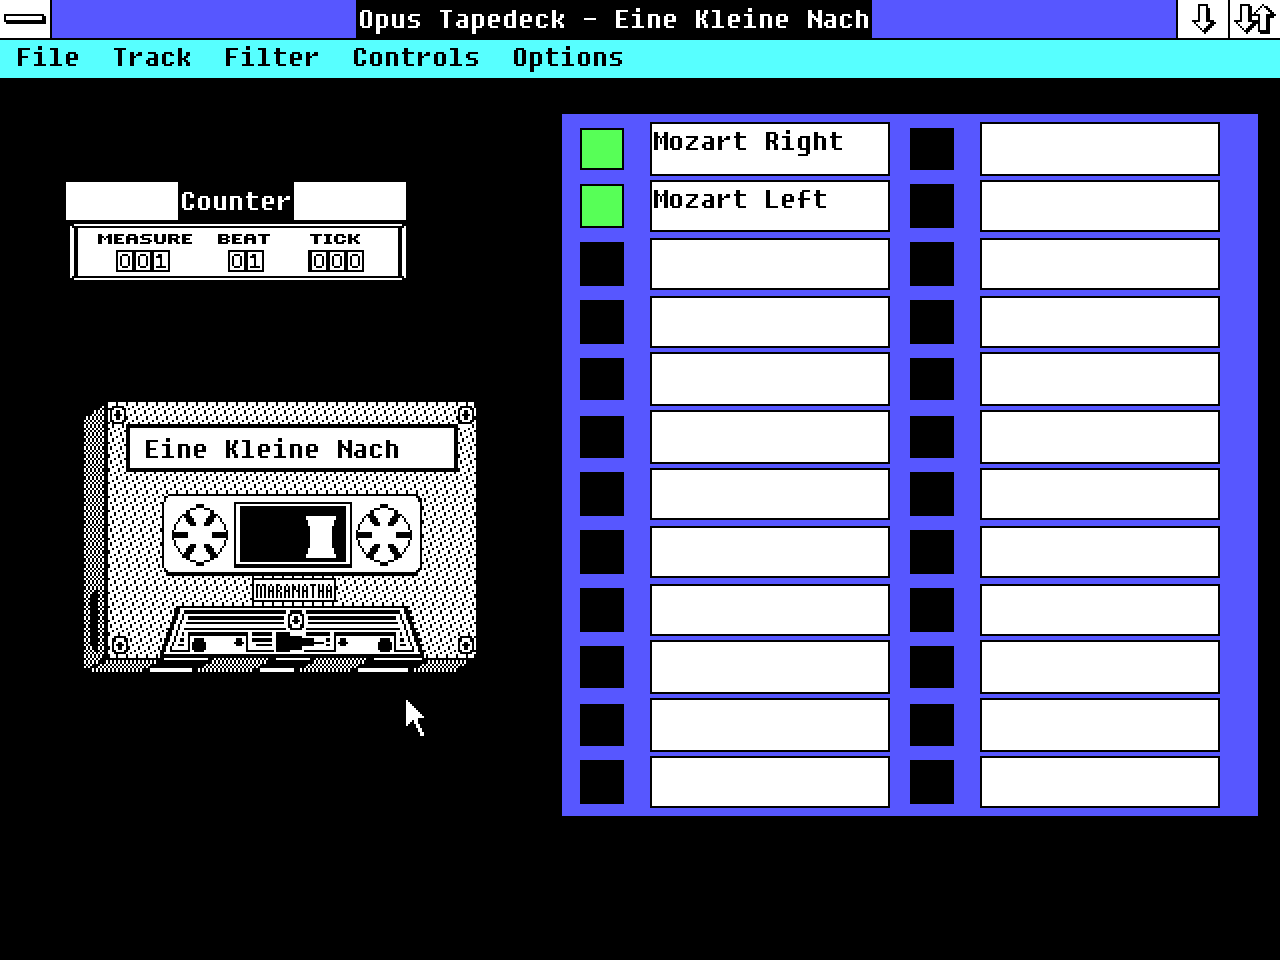 Opus Tapedeck - Eine Kleine Nach
File Track Filter Controls Options
Counter
MEASURE BEAT TICK
001 01 000
Eine Kleine Nach
MARANATHA
Mozart Right
Mozart Left